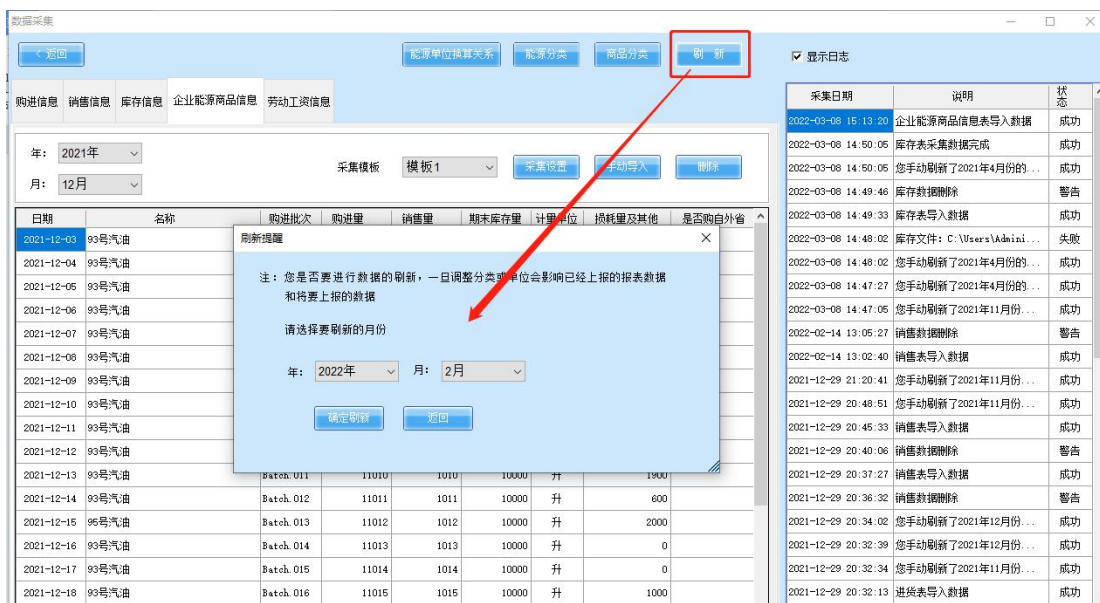 数据采集
< 返回
能源单位换算关系
能源分类
商品分类
刷 新
显示日志
购进信息 销售信息 库存信息 企业能源商品信息 劳动工资信息
年： 2021年
月： 12月
采集模板 模板1
采集设置
手动导入
删除
日期 名称 购进批次 购进量 销售量 期末库存量 计量单位 损耗量及其他 是否购自外省
2021-12-03 93号汽油
2021-12-04 93号汽油
2021-12-05 93号汽油
2021-12-06 93号汽油
2021-12-07 93号汽油
2021-12-08 93号汽油
2021-12-09 93号汽油
2021-12-10 93号汽油
2021-12-11 93号汽油
2021-12-12 93号汽油
2021-12-13 93号汽油 Batch.011 11010 1010 10000 升 1900
2021-12-14 93号汽油 Batch.012 11011 1011 10000 升 600
2021-12-15 95号汽油 Batch.013 11012 1012 10000 升 2000
2021-12-16 93号汽油 Batch.014 11013 1013 10000 升 0
2021-12-17 93号汽油 Batch.015 11014 1014 10000 升 0
2021-12-18 93号汽油 Batch.016 11015 1015 10000 升 1000
刷新提醒
注：您是否要进行数据的刷新，一旦调整分类或单位会影响已经上报的报表数据
和将要上报的数据
请选择要刷新的月份
年： 2022年 月： 2月
确定刷新
返回
采集日期 说明 状态
2022-03-08 15:13:20 企业能源商品信息表导入数据 成功
2022-03-08 14:50:05 库存表采集数据完成 成功
2022-03-08 14:50:05 您手动刷新了2021年4月份的... 成功
2022-03-08 14:49:46 库存数据删除 警告
2022-03-08 14:49:33 库存表导入数据 成功
2022-03-08 14:48:02 库存文件：C:\Users\Admini... 失败
2022-03-08 14:48:02 您手动刷新了2021年4月份的... 成功
2022-03-08 14:47:27 您手动刷新了2021年4月份的... 成功
2022-03-08 14:47:05 您手动刷新了2021年11月份... 成功
2022-02-14 13:05:27 销售数据删除 警告
2022-02-14 13:02:40 销售表导入数据 成功
2021-12-29 21:20:41 您手动刷新了2021年11月份... 成功
2021-12-29 20:48:51 您手动刷新了2021年11月份... 成功
2021-12-29 20:45:33 销售表导入数据 成功
2021-12-29 20:40:06 销售数据删除 警告
2021-12-29 20:37:27 销售表导入数据 成功
2021-12-29 20:36:32 销售数据删除 警告
2021-12-29 20:34:02 您手动刷新了2021年12月份... 成功
2021-12-29 20:32:39 您手动刷新了2021年12月份... 成功
2021-12-29 20:32:34 您手动刷新了2021年11月份... 成功
2021-12-29 20:32:13 进货表导入数据 成功